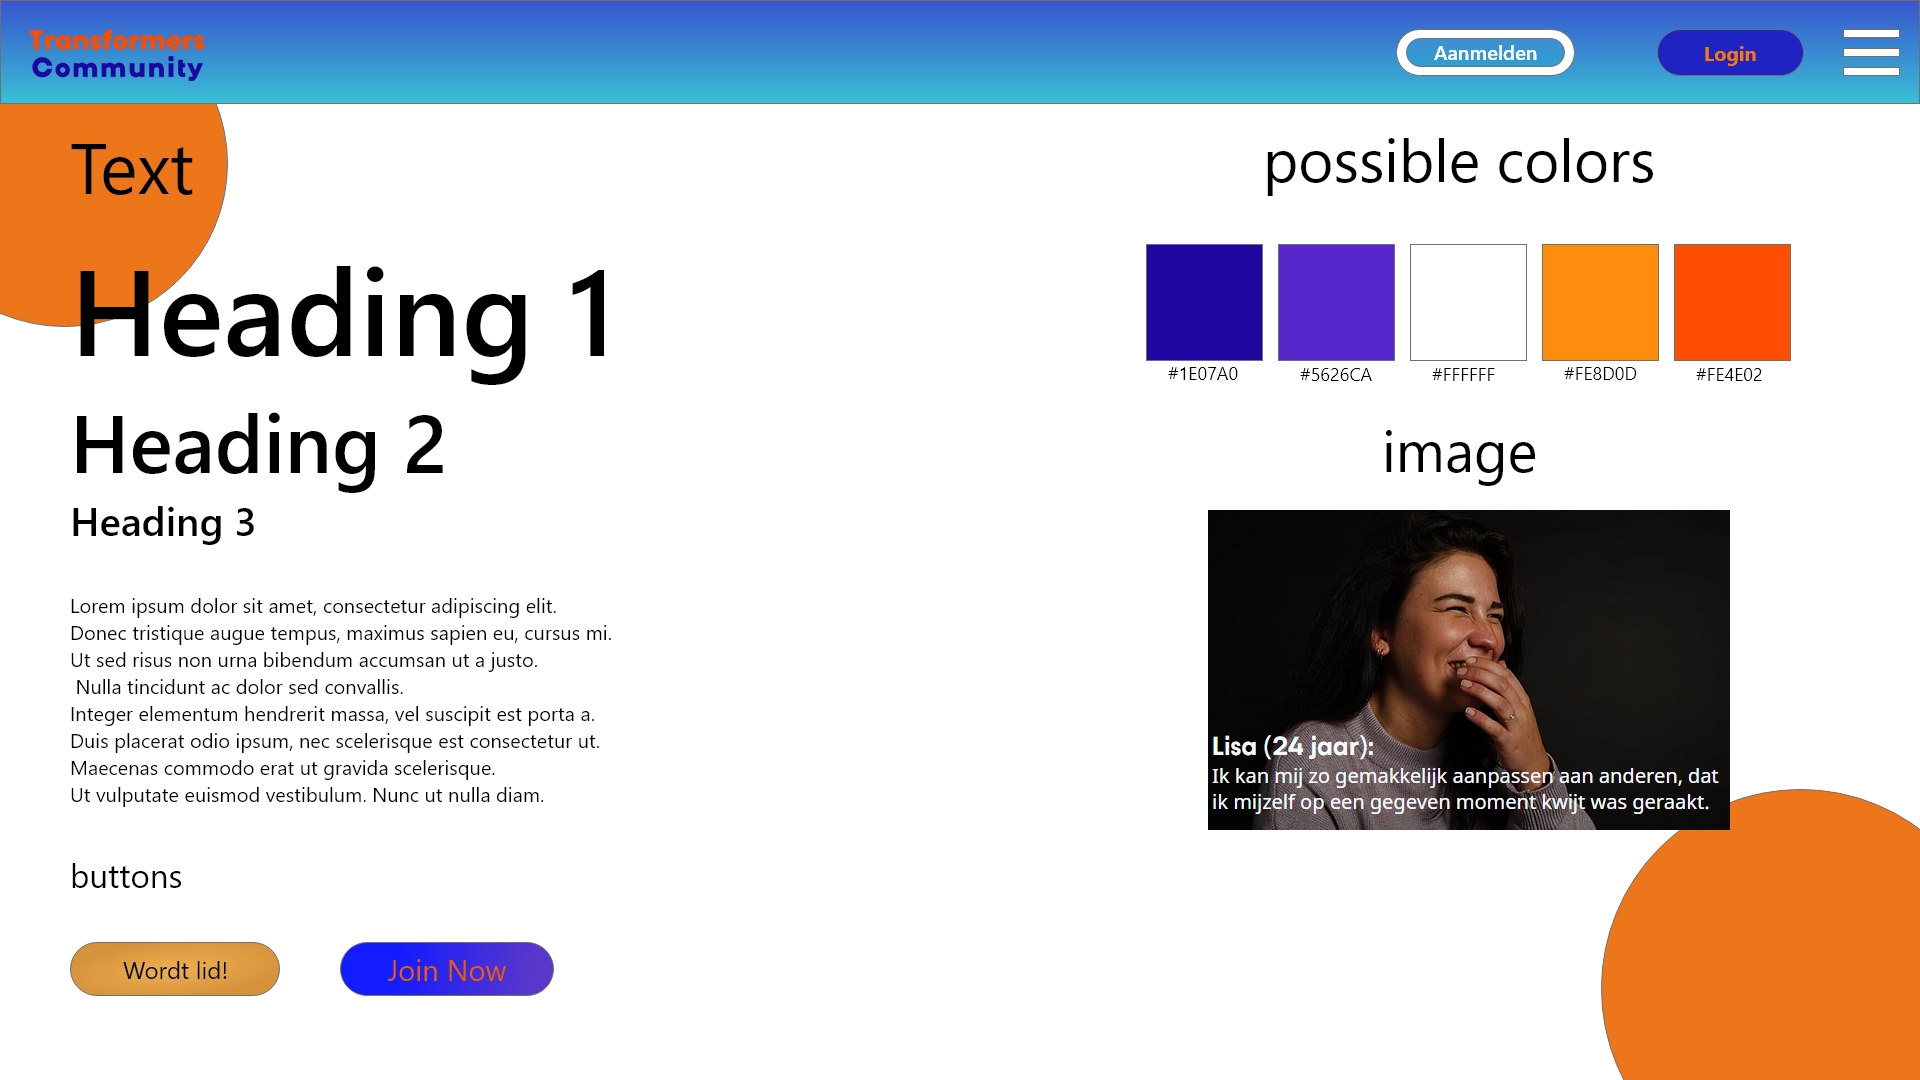 Transformers
Community
Aanmelden
Login
Text
Heading 1
Heading 2
Heading 3
Lorem ipsum dolor sit amet, consectetur adipiscing elit.
Donec tristique augue tempus, maximus sapien eu, cursus mi.
Ut sed risus non urna bibendum accumsan ut a justo.
Nulla tincidunt ac dolor sed convallis.
Integer elementum hendrerit massa, vel suscipit est porta a.
Duis placerat odio ipsum, nec scelerisque est consectetur ut.
Maecenas commodo erat ut gravida scelerisque.
Ut vulputate euismod vestibulum. Nunc ut nulla diam.
buttons
Wordt lid!
Join Now
possible colors
#1E07A0
#5626CA
#FFFFFF
#FE8D0D
#FE4E02
image
Lisa (24 jaar):
Ik kan mij zo gemakkelijk aanpassen aan anderen, dat
ik mijzelf op een gegeven moment kwijt was geraakt.